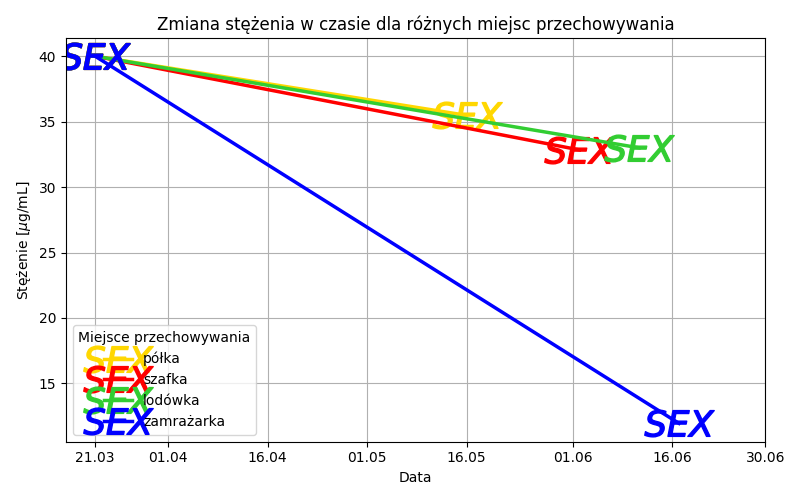 Zmiana stężenia w czasie dla różnych miejsc przechowywania
Stężenie [μg/mL]
40
35
30
25
20
15
SEX
SEX
SEX
SEX
SEX
Miejsce przechowywania
SEX półka
SEX szafka
SEX lodówka
SEX zamrażarka
21.03 01.04 16.04 01.05 16.05 01.06 16.06 30.06
Data